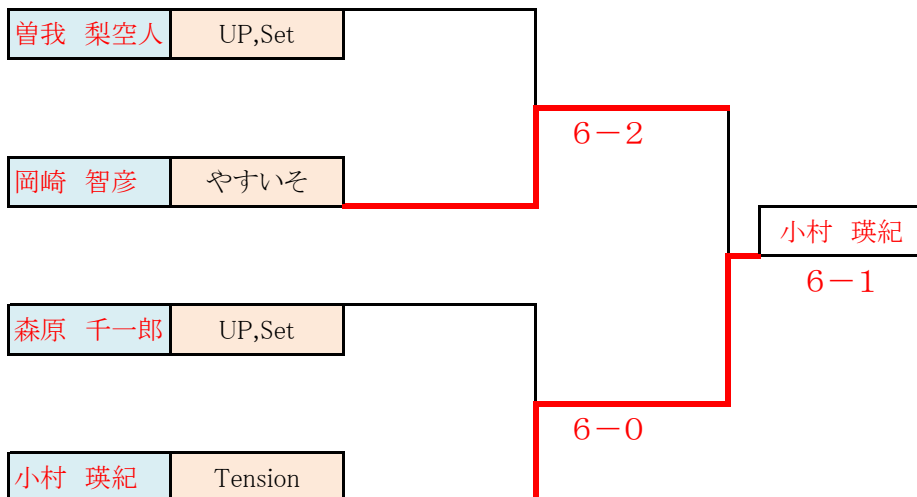 曽我　梨空人 UP,Set
6－2
岡崎　智彦 やすいそ
小村　瑛紀
6－1
森原　千一郎 UP,Set
6－0
小村　瑛紀 Tension